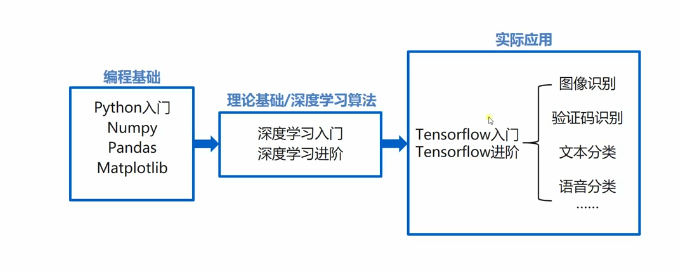 编程基础
Python入门
Numpy
Pandas
Matplotlib
理论基础/深度学习算法
深度学习入门
深度学习进阶
实际应用
Tensorflow入门
Tensorflow进阶
图像识别
验证码识别
文本分类
语音分类
......